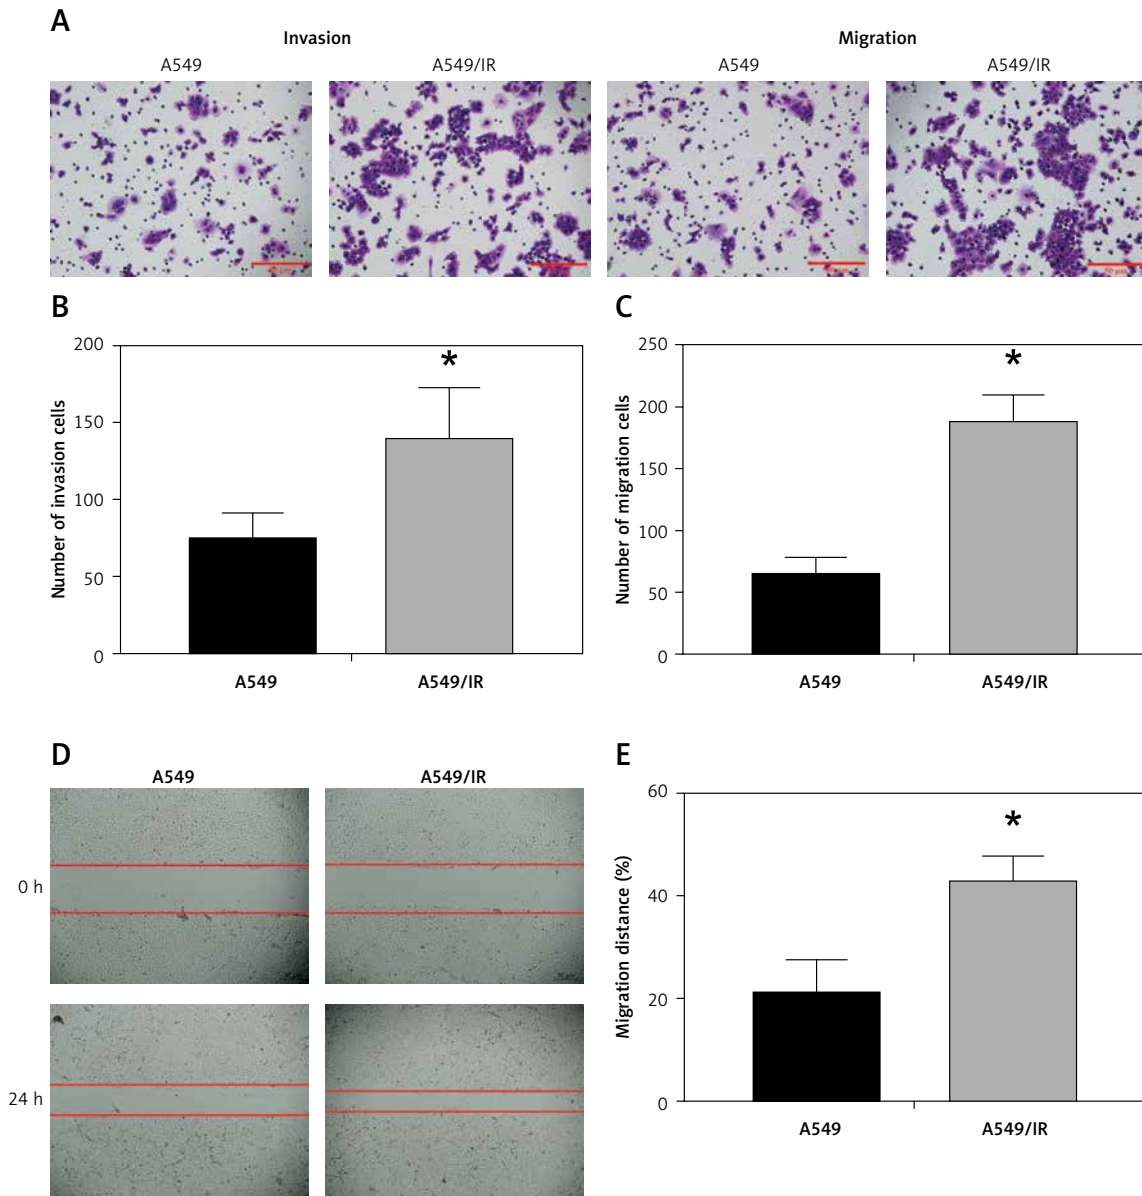 A
Invasion
Migration
A549
A549/IR
A549
A549/IR
50 µm
B
200
150
100
50
0
Number of invasion cells
*
A549
A549/IR
C
250
200
150
100
50
0
Number of migration cells
*
A549
A549/IR
D
A549
A549/IR
0 h
24 h
E
60
40
20
0
Migration distance (%)
*
A549
A549/IR